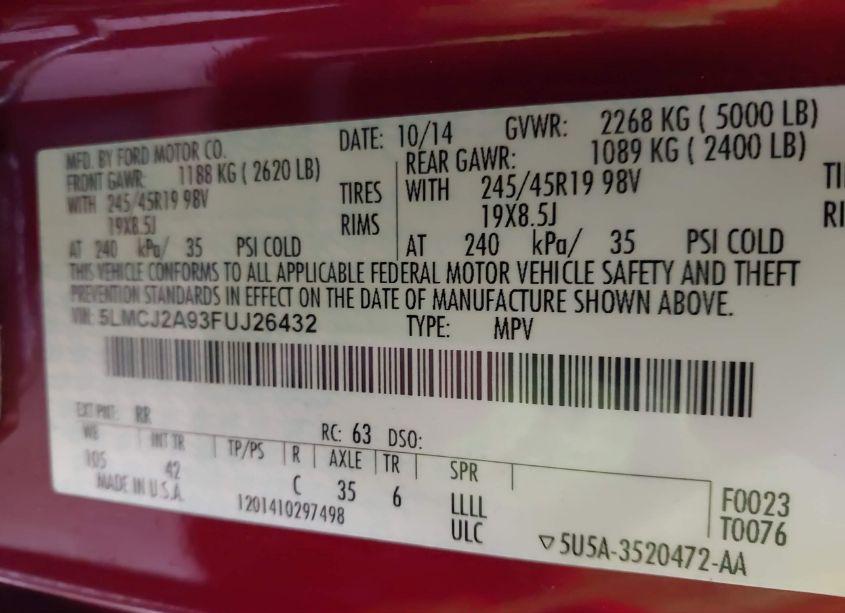 MFD. BY FORD MOTOR CO. DATE: 10/14 GVWR: 2268 KG ( 5000 LB)
FRONT GAWR: 1188 KG ( 2620 LB) REAR GAWR: 1089 KG ( 2400 LB)
WITH 245/45R19 98V TIRES WITH 245/45R19 98V TI
19X8.5J RIMS 19X8.5J RI
AT 240 kPa/ 35 PSI COLD AT 240 kPa/ 35 PSI COLD
THIS VEHICLE CONFORMS TO ALL APPLICABLE FEDERAL MOTOR VEHICLE SAFETY AND THEFT
PREVENTION STANDARDS IN EFFECT ON THE DATE OF MANUFACTURE SHOWN ABOVE.
VIN: 5LMCJ2A93FUJ26432 TYPE: MPV
EXT PNT: RR RC: 63 DSO:
WB INT TR TP/PS R AXLE TR SPR
105 42 C 35 6 LLLL F0023
MADE IN U.S.A. 1201410297498 ULC T0076
▽5U5A-3520472-AA